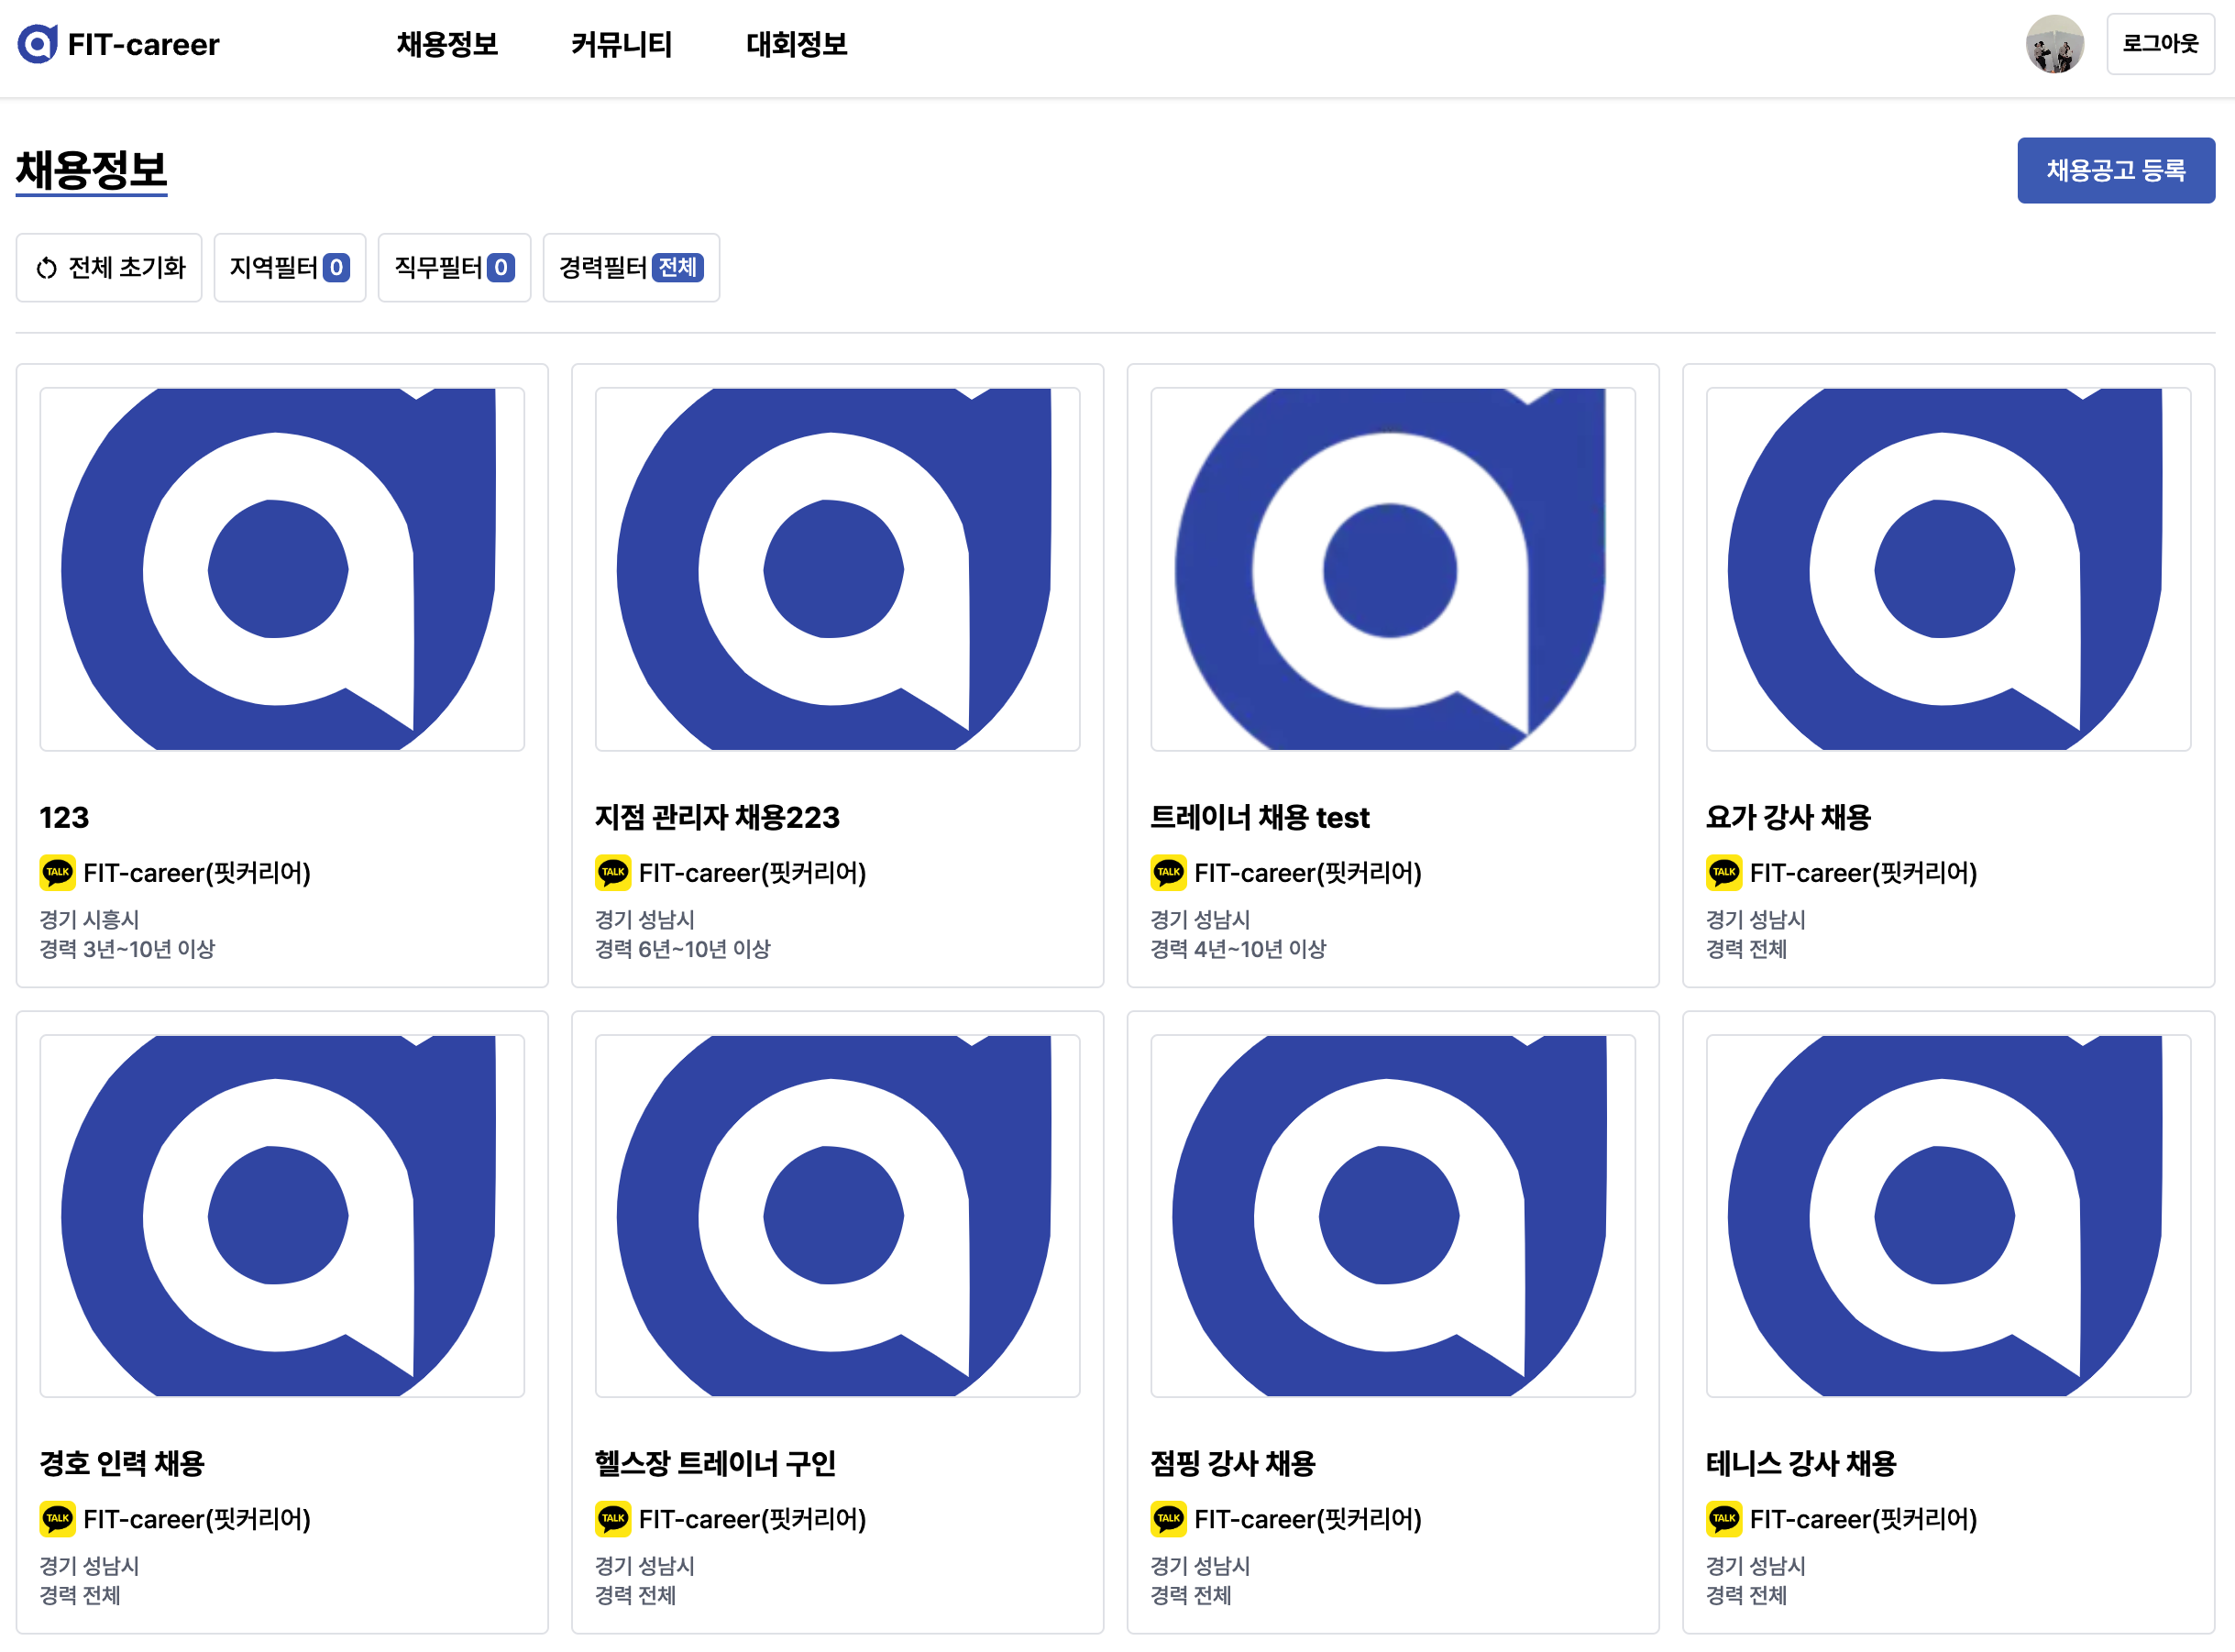 FIT-career 채용정보 커뮤니티 대회정보 로그아웃
채용정보 채용공고 등록
전체 초기화 지역필터 0 직무필터 0 경력필터 전체
123
TALK FIT-career(핏커리어)
경기 시흥시
경력 3년~10년 이상
지점 관리자 채용223
TALK FIT-career(핏커리어)
경기 성남시
경력 6년~10년 이상
트레이너 채용 test
TALK FIT-career(핏커리어)
경기 성남시
경력 4년~10년 이상
요가 강사 채용
TALK FIT-career(핏커리어)
경기 성남시
경력 전체
경호 인력 채용
TALK FIT-career(핏커리어)
경기 성남시
경력 전체
헬스장 트레이너 구인
TALK FIT-career(핏커리어)
경기 성남시
경력 전체
점핑 강사 채용
TALK FIT-career(핏커리어)
경기 성남시
경력 전체
테니스 강사 채용
TALK FIT-career(핏커리어)
경기 성남시
경력 전체